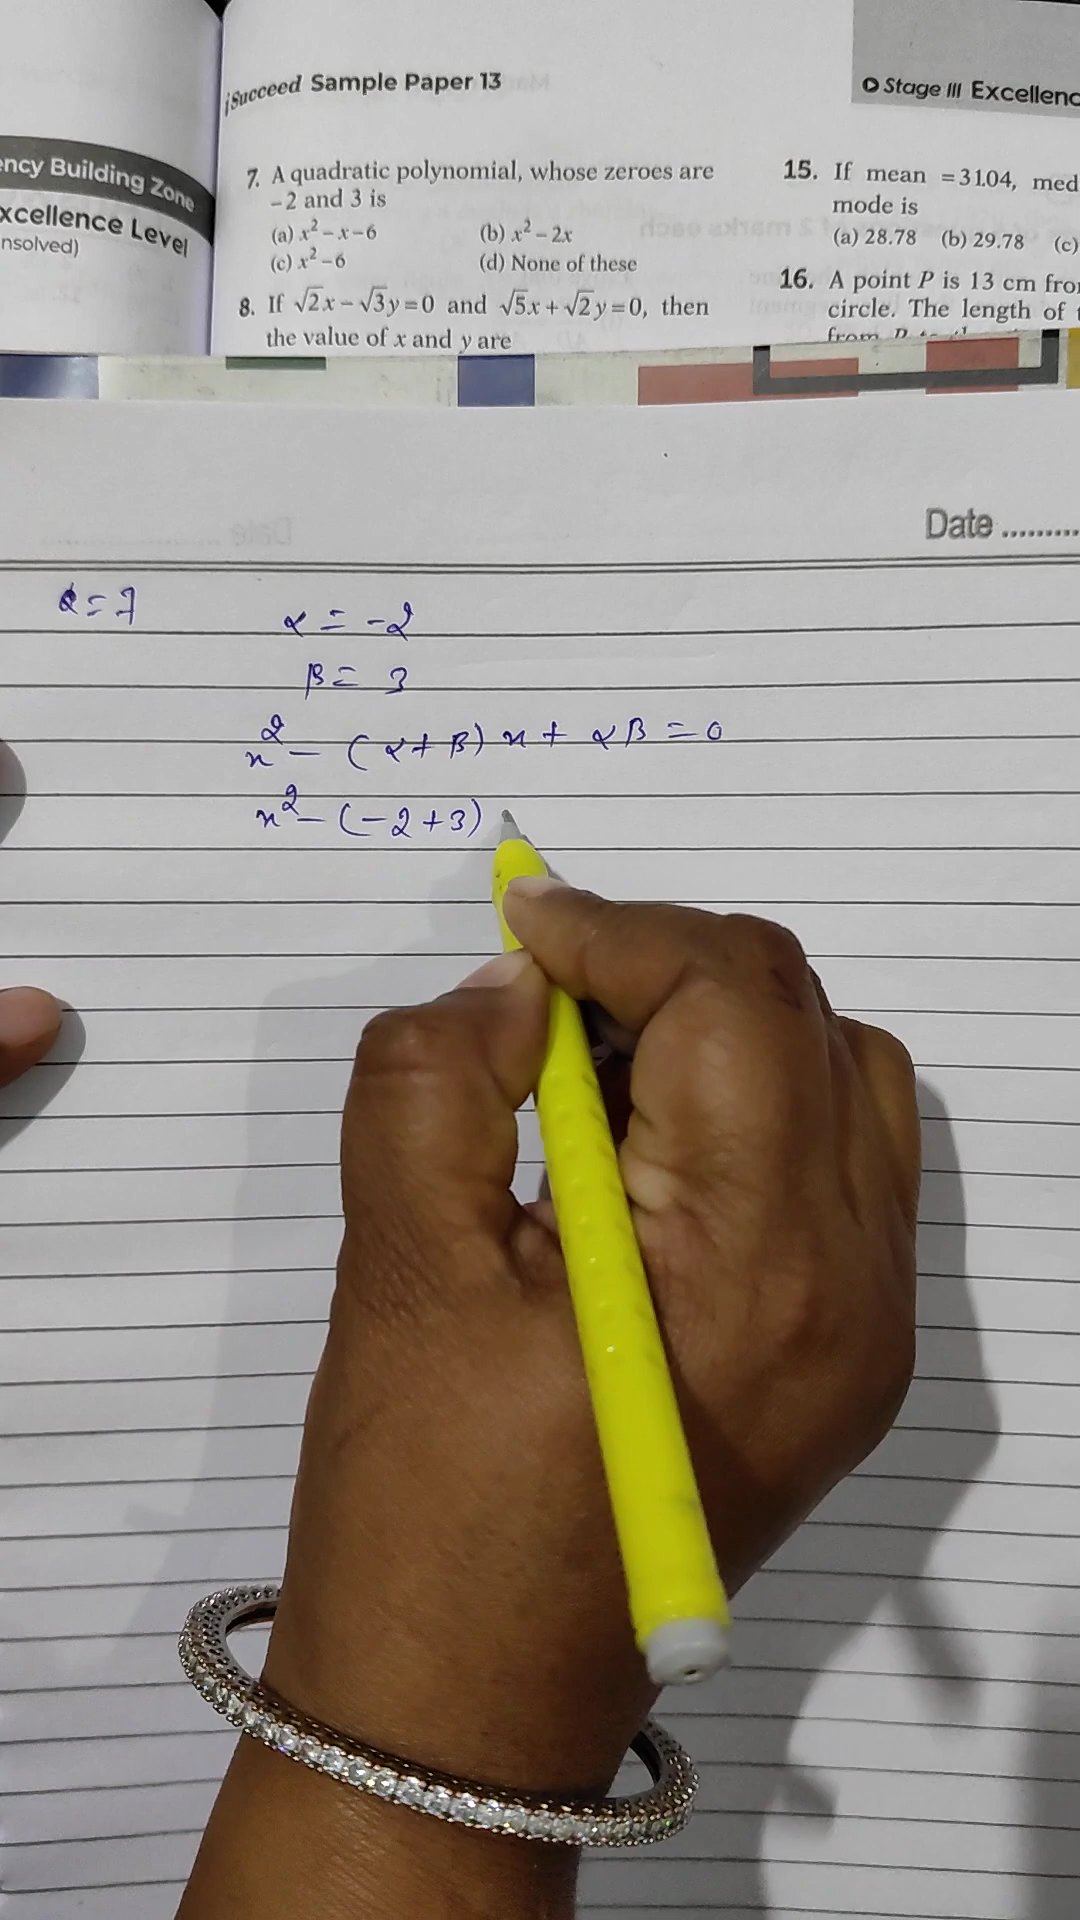 iSucceed Sample Paper 13
Stage III Excellenc
ency Building Zone
xcellence Level
nsolved)
7. A quadratic polynomial, whose zeroes are
-2 and 3 is
(a) x² - x - 6 (b) x² - 2x
(c) x² - 6 (d) None of these
8. If √2x - √3y = 0 and √5x + √2y = 0, then
the value of x and y are
15. If mean = 31.04, med
mode is
(a) 28.78 (b) 29.78 (c)
16. A point P is 13 cm fro
circle. The length of
from P to
Date .........
Q = 7
α = -2
β = 3
x² - (α + β) x + αβ = 0
x² - (-2 + 3)